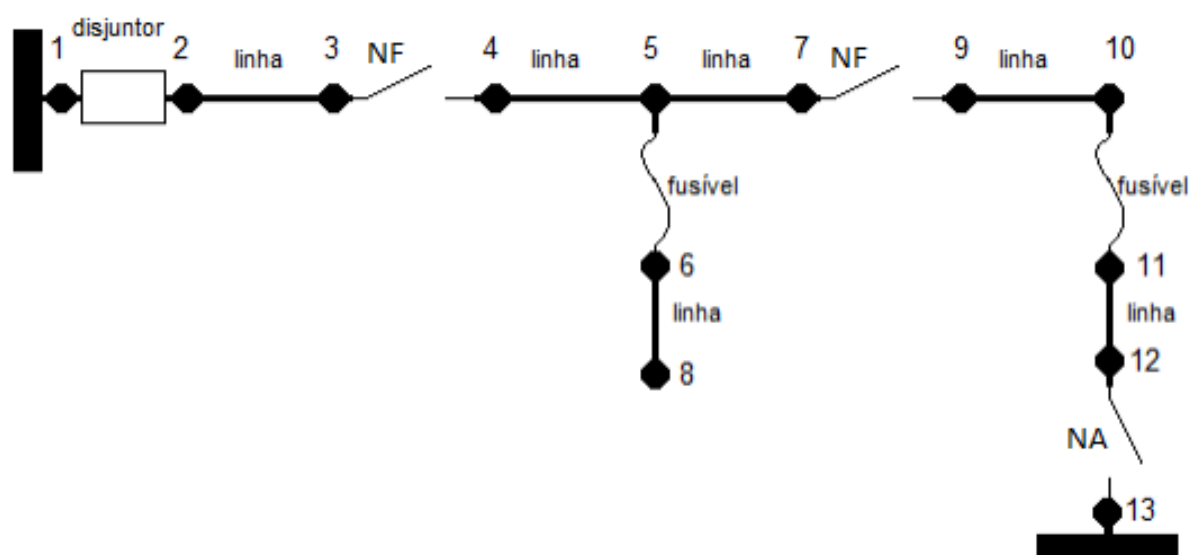 disjuntor
1 2 linha 3 NF 4 linha 5 linha 7 NF 9 linha 10
fusível fusível
6 11
linha linha
8 12
NA
13